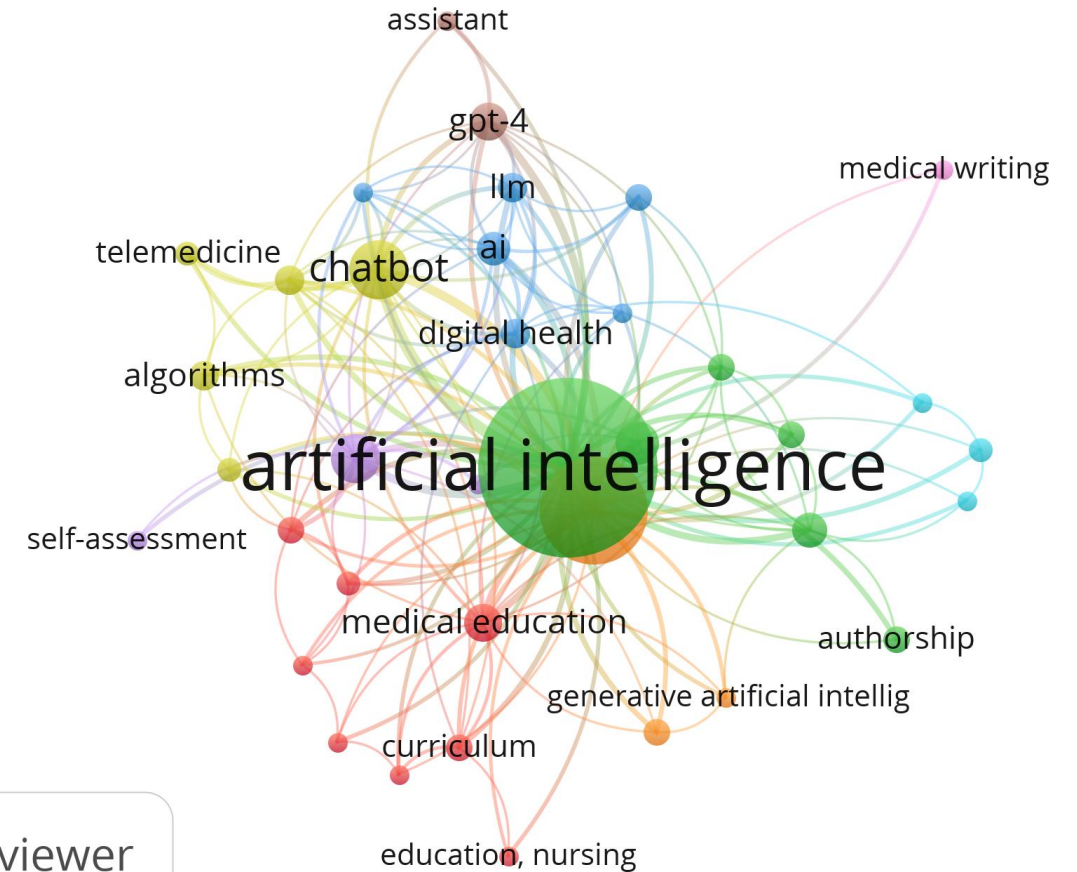 assistant
gpt-4
medical writing
llm
telemedicine
chatbot
ai
digital health
algorithms
artificial intelligence
self-assessment
medical education
authorship
generative artificial intellig
curriculum
education, nursing
viewer